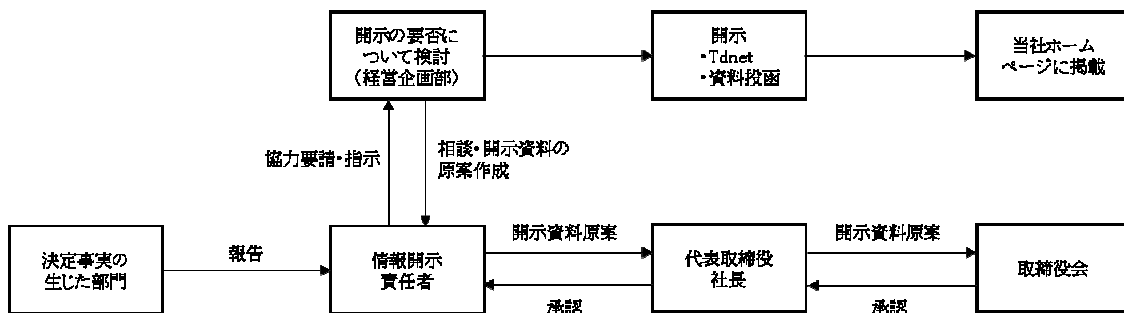 開示の要否に
ついて検討
（経営企画部）
開示
・Tdnet
・資料投函
当社ホーム
ページに掲載
協力要請・指示
相談・開示資料の
原案作成
決定事実の
生じた部門
報告
情報開示
責任者
開示資料原案
承認
代表取締役
社長
開示資料原案
承認
取締役会